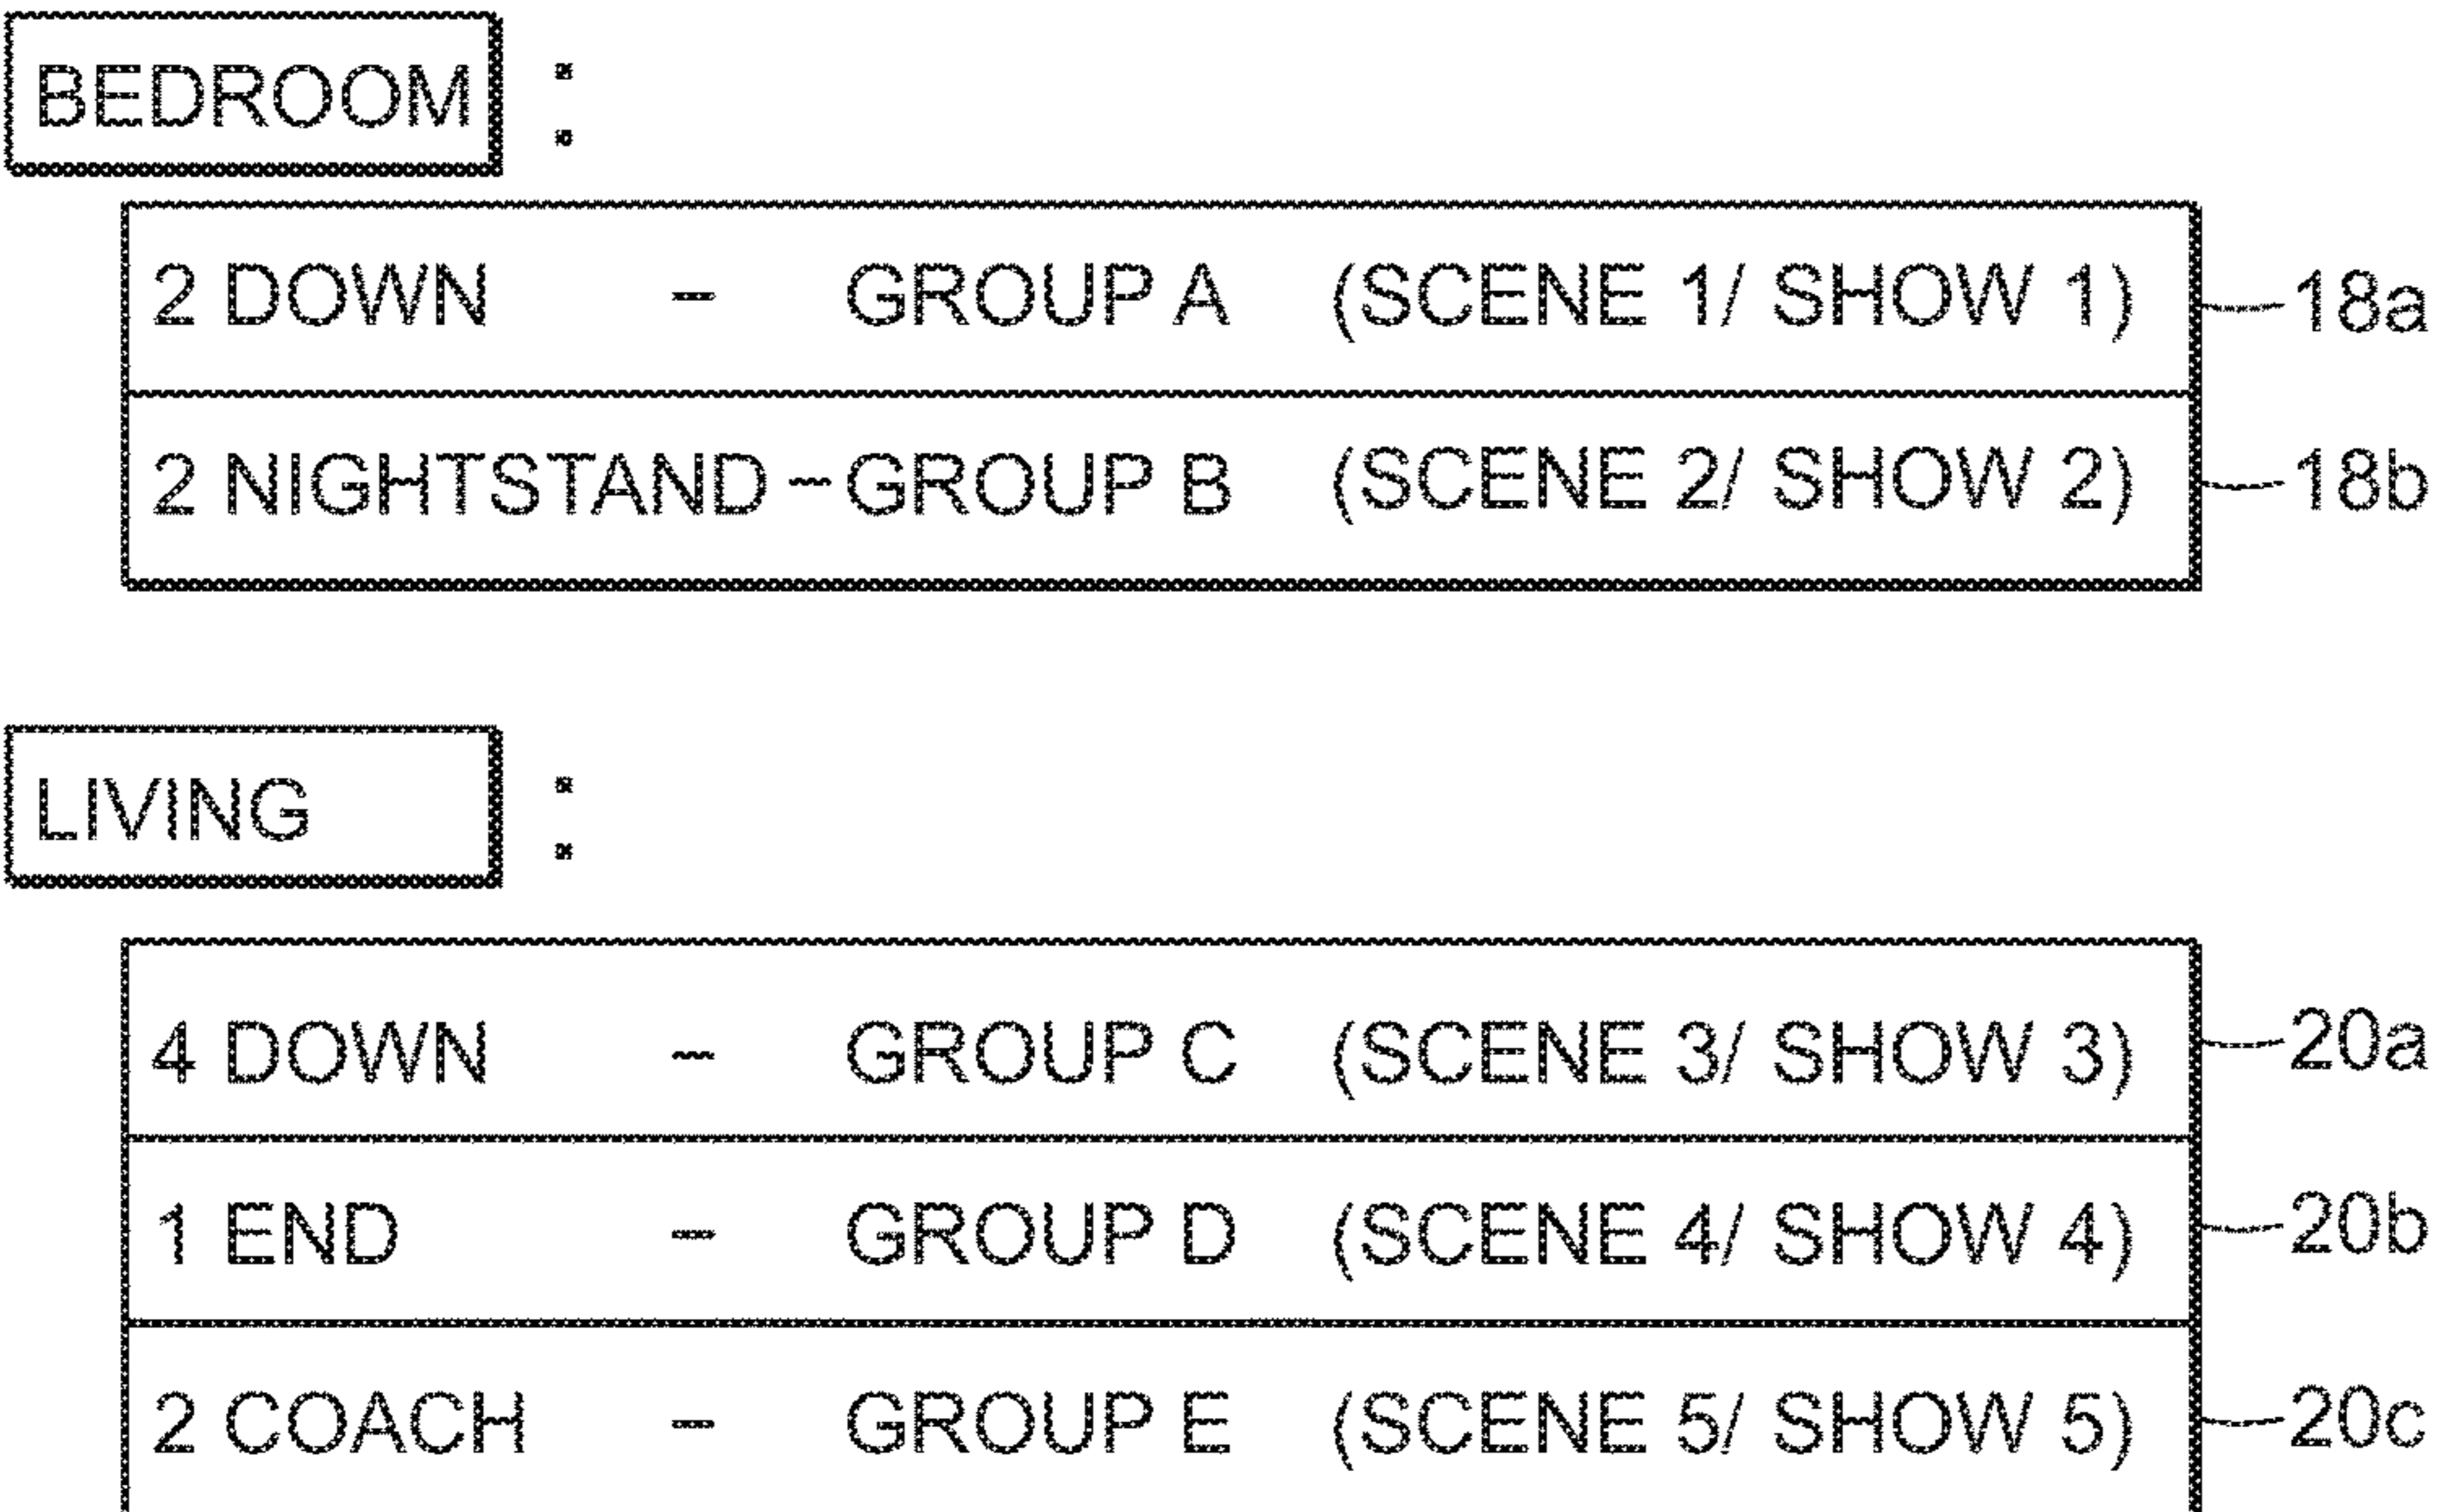 BEDROOM :
2 DOWN - GROUP A (SCENE 1/ SHOW 1) 18a
2 NIGHTSTAND - GROUP B (SCENE 2/ SHOW 2) 18b
LIVING :
4 DOWN - GROUP C (SCENE 3/ SHOW 3) 20a
1 END - GROUP D (SCENE 4/ SHOW 4) 20b
2 COACH - GROUP E (SCENE 5/ SHOW 5) 20c